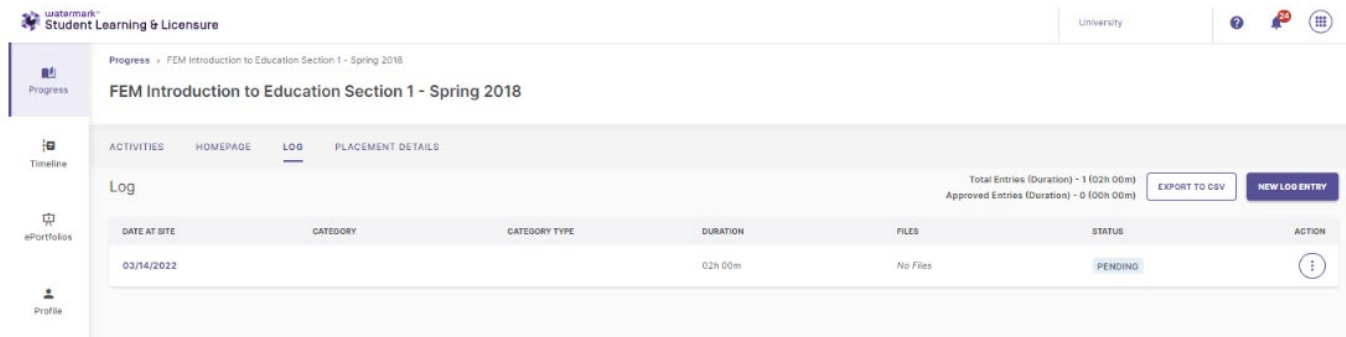 watermark™
Student Learning & Licensure
University
24
Progress
Timeline
ePortfolios
Profile
Progress › FEM Introduction to Education Section 1 - Spring 2018
FEM Introduction to Education Section 1 - Spring 2018
ACTIVITIES HOMEPAGE LOG PLACEMENT DETAILS
Log
Total Entries (Duration) - 1 (02h 00m)
Approved Entries (Duration) - 0 (00h 00m)
EXPORT TO CSV
NEW LOG ENTRY
DATE AT SITE CATEGORY CATEGORY TYPE DURATION FILES STATUS ACTION
03/14/2022 02h 00m No Files PENDING